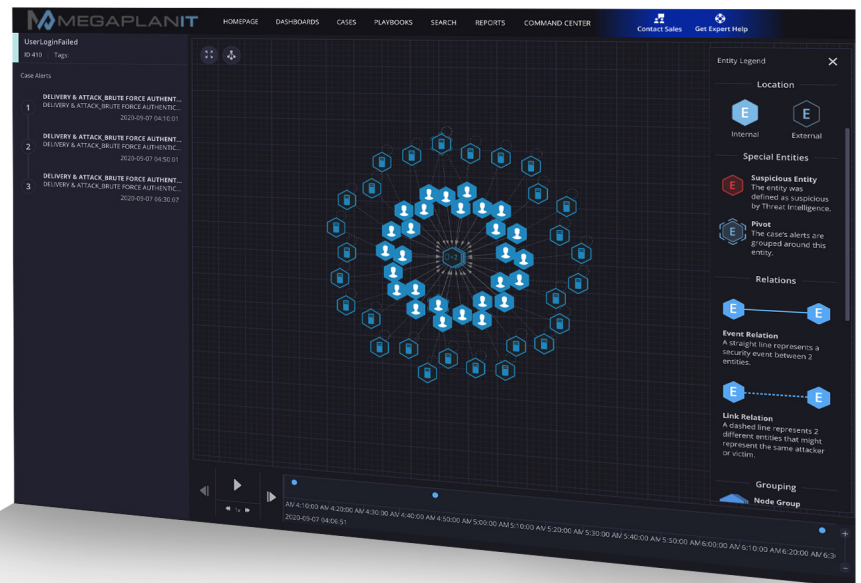 MEGAPLANIT
HOMEPAGE DASHBOARDS CASES PLAYBOOKS SEARCH REPORTS COMMAND CENTER Contact Sales Get Expert Help
UserLoginFailed
ID 410 Tags:
Case Alerts
1 DELIVERY & ATTACK_BRUTE FORCE AUTHENT...
DELIVERY & ATTACK_BRUTE FORCE AUTHENTIC...
2020-09-07 04:10:01
2 DELIVERY & ATTACK_BRUTE FORCE AUTHENT...
DELIVERY & ATTACK_BRUTE FORCE AUTHENTIC...
2020-09-07 04:50:01
3 DELIVERY & ATTACK_BRUTE FORCE AUTHENT...
DELIVERY & ATTACK_BRUTE FORCE AUTHENTIC...
2020-09-07 06:30:07
Entity Legend
Location
E E
Internal External
Special Entities
E
Suspicious Entity
The entity was
defined as suspicious
by Threat Intelligence.
E
Pivot
The case's alerts are
grouped around this
entity.
Relations
E E
Event Relation
A straight line represents a
security event between 2
entities.
E E
Link Relation
A dashed line represents 2
different entities that might
represent the same attacker
or victim.
Grouping
Node Group
1x
AM 4:10:00 AM 4:20:00 AM 4:30:00 AM 4:40:00 AM 4:50:00 AM 5:00:00 AM 5:10:00 AM 5:20:00 AM 5:30:00 AM 5:40:00 AM 5:50:00 AM 6:00:00 AM 6:10:00 AM 6:20:00 AM 6:3
2020-09-07 04:06:51